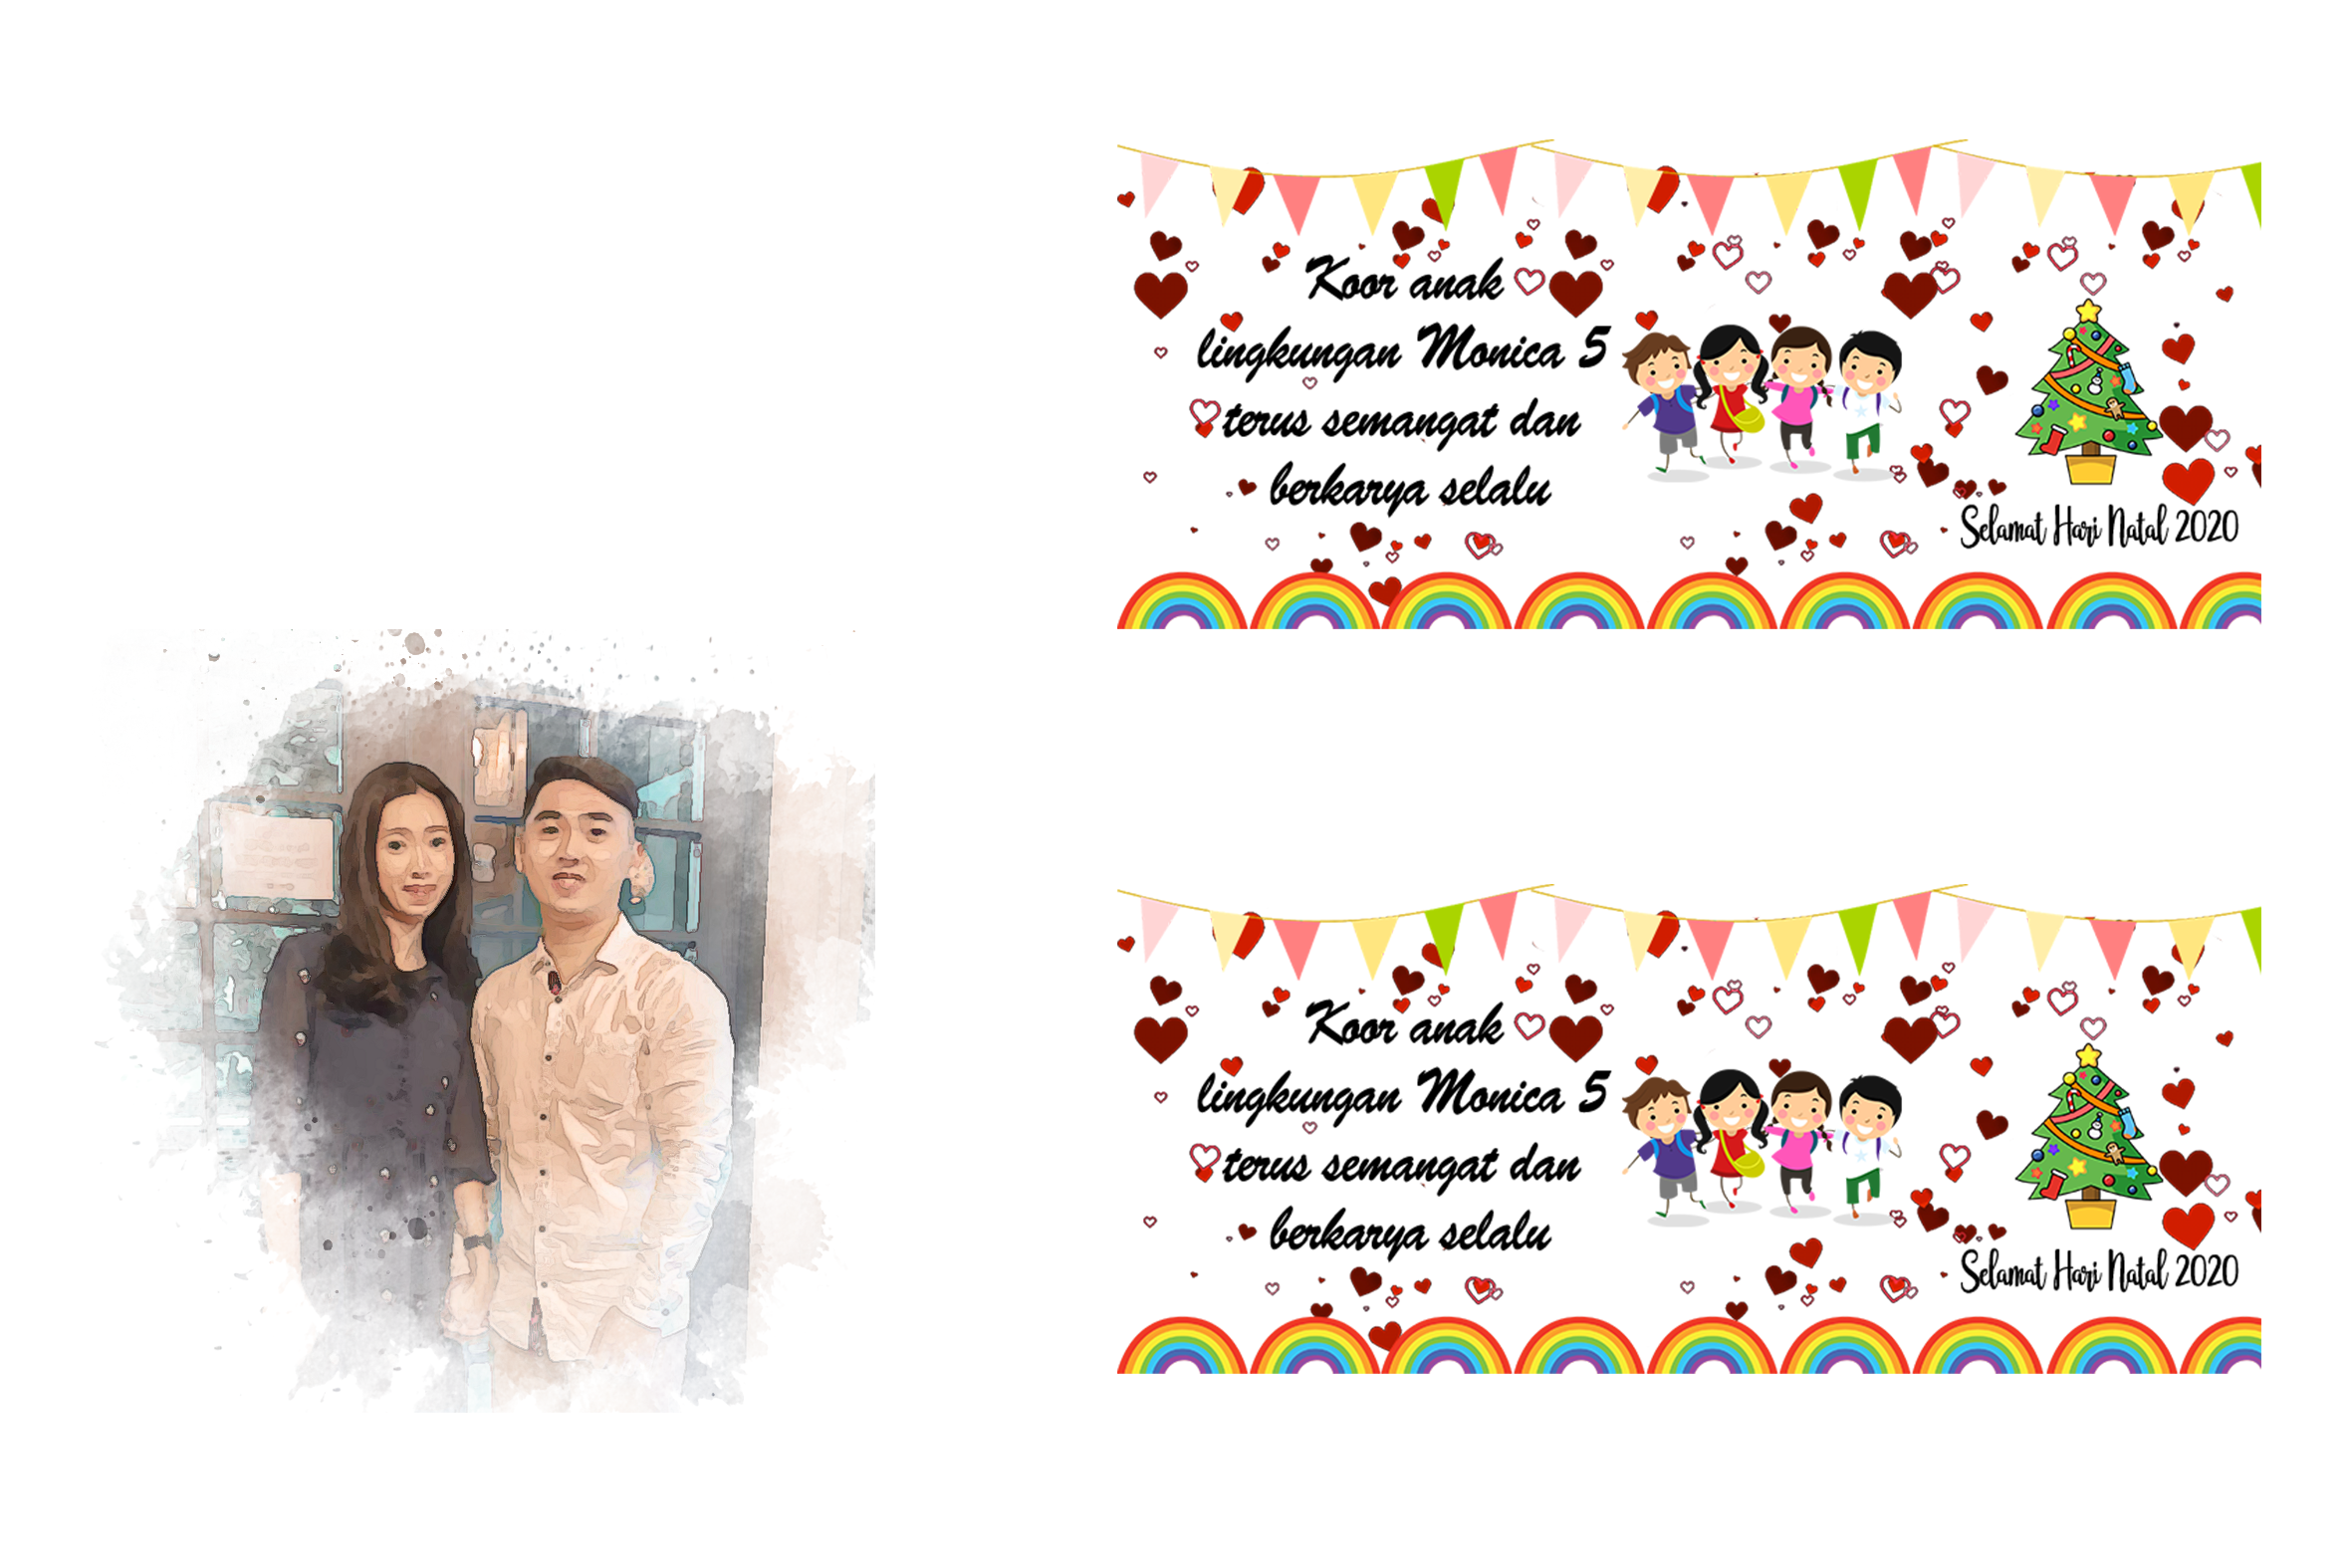 Koor anak
lingkungan Monica 5
terus semangat dan
berkarya selalu
Selamat Hari Natal 2020
Koor anak
lingkungan Monica 5
terus semangat dan
berkarya selalu
Selamat Hari Natal 2020